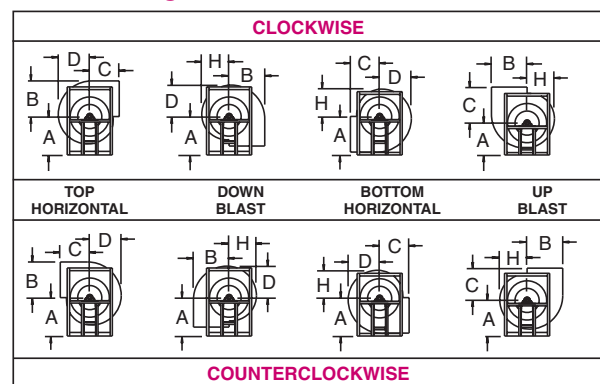 CLOCKWISE
D C B A
H B D A
C D H A
B H C A
TOP HORIZONTAL
DOWN BLAST
BOTTOM HORIZONTAL
UP BLAST
D C B A
H B D A
C D H A
B H C A
COUNTERCLOCKWISE